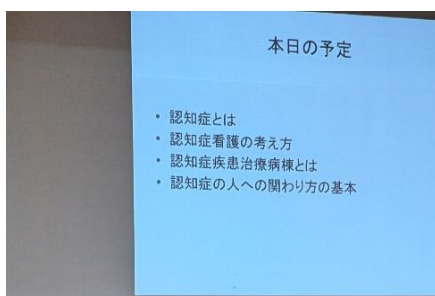 本日の予定
・認知症とは
・認知症看護の考え方
・認知症疾患治療病棟とは
・認知症の人への関わり方の基本